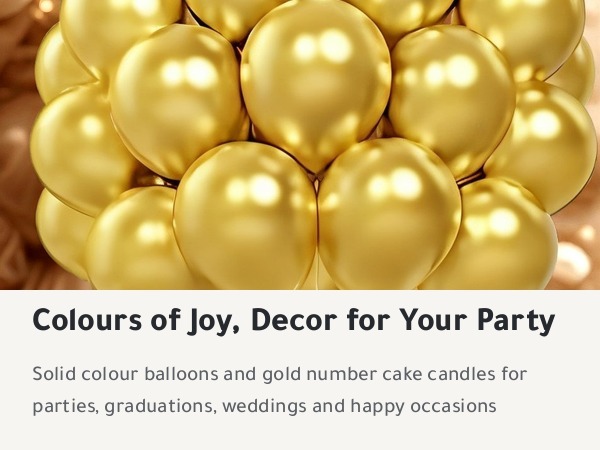 Colours of Joy, Decor for Your Party
Solid colour balloons and gold number cake candles for
parties, graduations, weddings and happy occasions